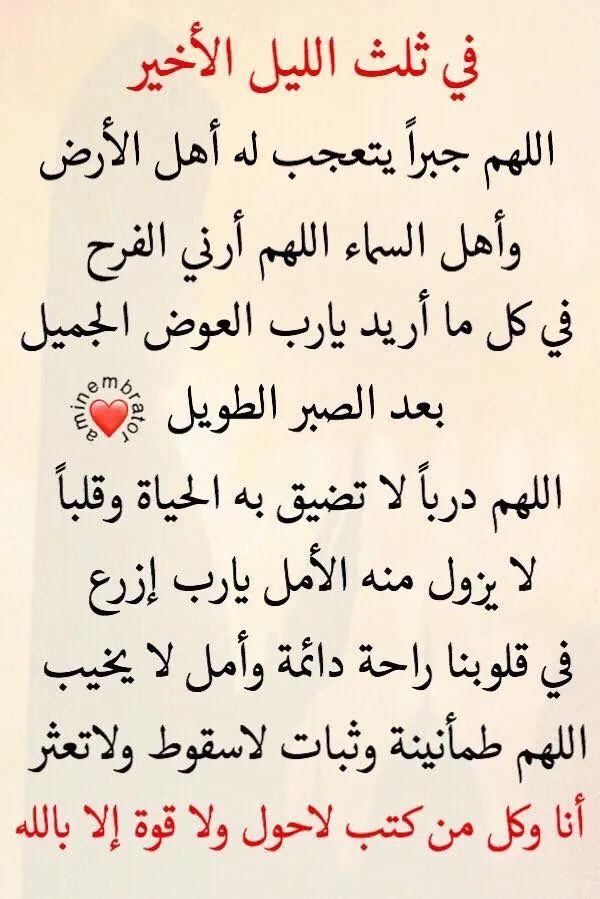 في ثلث الليل الأخير
اللهم جبراً يتعجب له أهل الأرض
وأهل السماء اللهم أرني الفرح
في كل ما أريد يارب العوض الجميل
بعد الصبر الطويل
aminembrator
اللهم درباً لا تضيق به الحياة وقلباً
لا يزول منه الأمل يارب إزرع
في قلوبنا راحة دائمة وأمل لا يخيب
اللهم طمأنينة وثبات لاسقوط ولاتعثر
أنا وكل من كتب لاحول ولا قوة إلا بالله